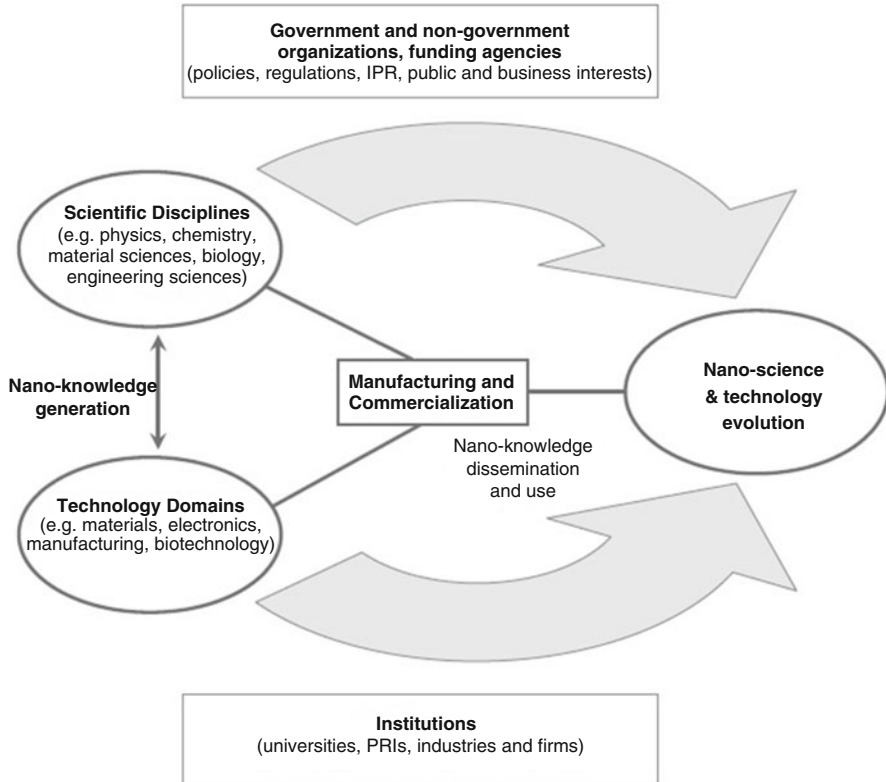 Government and non-government
organizations, funding agencies
(policies, regulations, IPR, public and business interests)
Scientific Disciplines
(e.g. physics, chemistry,
material sciences, biology,
engineering sciences)
Nano-knowledge
generation
Manufacturing and
Commercialization
Nano-science
& technology
evolution
Nano-knowledge
dissemination
and use
Technology Domains
(e.g. materials, electronics,
manufacturing, biotechnology)
Institutions
(universities, PRIs, industries and firms)